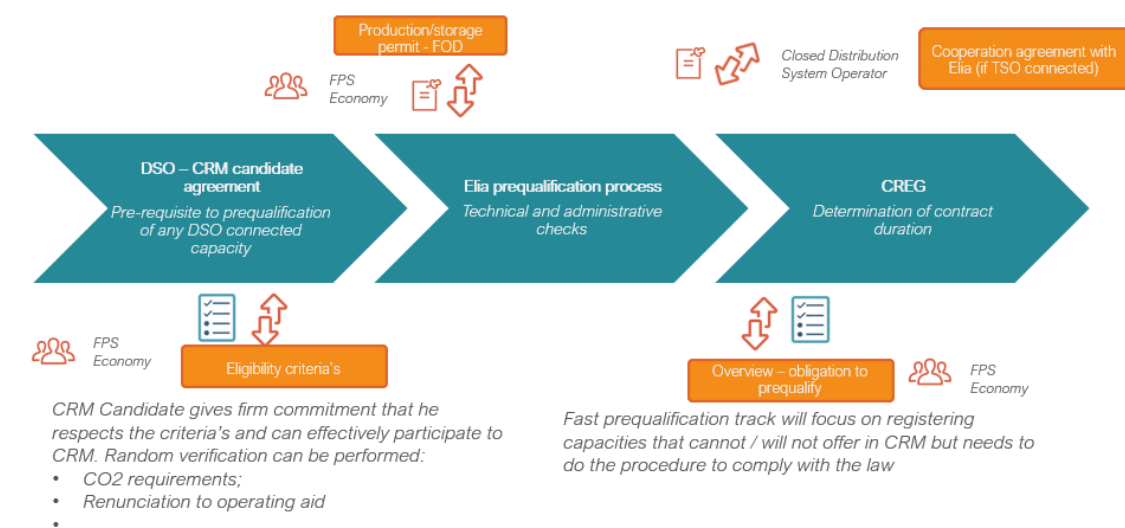 Production/storage
permit - FOD
FPS
Economy
Closed Distribution
System Operator
Cooperation agreement with
Elia (if TSO connected)
DSO – CRM candidate
agreement
Pre-requisite to prequalification
of any DSO connected
capacity
Elia prequalification process
Technical and administrative
checks
CREG
Determination of contract
duration
FPS
Economy
Eligibility criteria's
Overview – obligation to
prequalify
FPS
Economy
CRM Candidate gives firm commitment that he
respects the criteria's and can effectively participate to
CRM. Random verification can be performed:
• CO2 requirements;
• Renunciation to operating aid
•
Fast prequalification track will focus on registering
capacities that cannot / will not offer in CRM but needs to
do the procedure to comply with the law